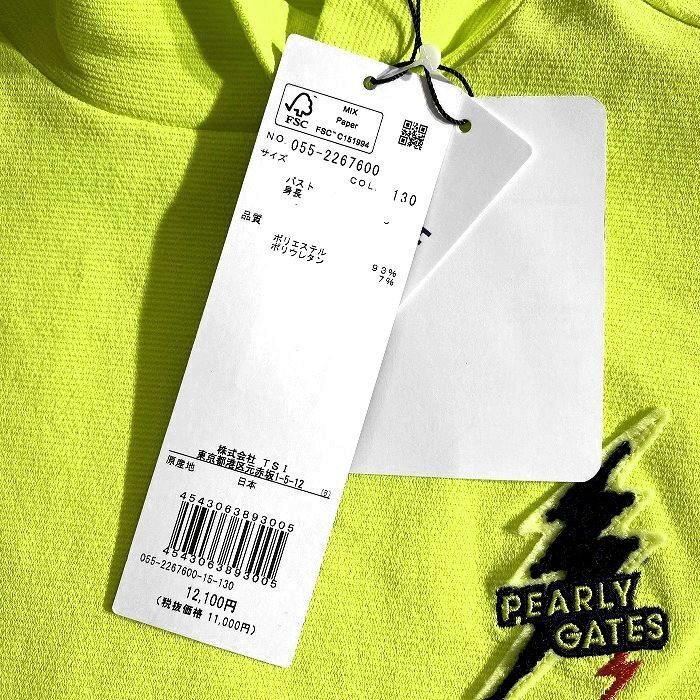 FSC
MIX
Paper
FSC™ C151994
NO. 055-2267600
サイズ
COL. 130
バスト
身長
品質
ポリエステル 93%
ポリウレタン 7%
株式会社 TSI
東京都港区元赤坂1-5-12
(9)
原産地
日本
4543063893005
4543063893005
055-2267600-15-130
12,100円
(税抜価格 11,000円)
PEARLY
GATES